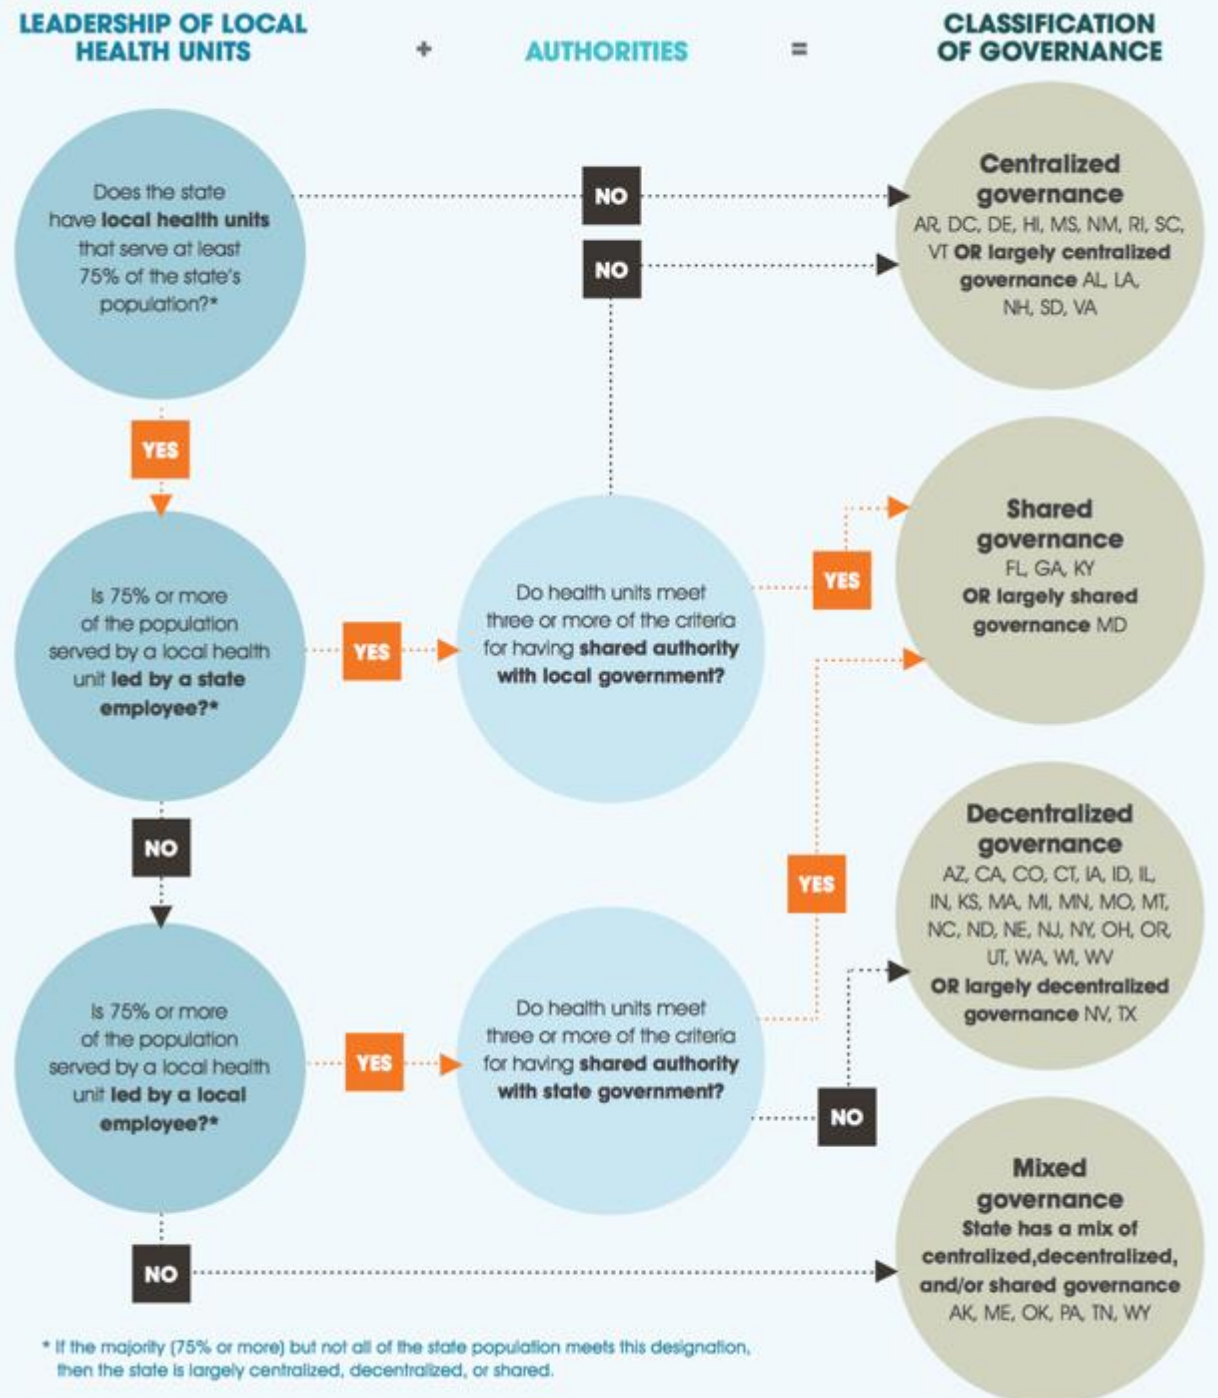 LEADERSHIP OF LOCAL
HEALTH UNITS
+
AUTHORITIES
=
CLASSIFICATION
OF GOVERNANCE
Does the state
have local health units
that serve at least
75% of the state's
population?*
NO
NO
Centralized
governance
AR, DC, DE, HI, MS, NM, RI, SC,
VT OR largely centralized
governance AL, LA,
NH, SD, VA
YES
Is 75% or more
of the population
served by a local health
unit led by a state
employee?*
YES
Do health units meet
three or more of the criteria
for having shared authority
with local government?
YES
Shared
governance
FL, GA, KY
OR largely shared
governance MD
NO
Is 75% or more
of the population
served by a local health
unit led by a local
employee?*
YES
Do health units meet
three or more of the criteria
for having shared authority
with state government?
YES
NO
Decentralized
governance
AZ, CA, CO, CT, IA, ID, IL,
IN, KS, MA, MI, MN, MO, MT,
NC, ND, NE, NJ, NY, OH, OR,
UT, WA, WI, WV
OR largely decentralized
governance NV, TX
NO
Mixed
governance
State has a mix of
centralized,decentralized,
and/or shared governance
AK, ME, OK, PA, TN, WY
* If the majority (75% or more) but not all of the state population meets this designation,
then the state is largely centralized, decentralized, or shared.